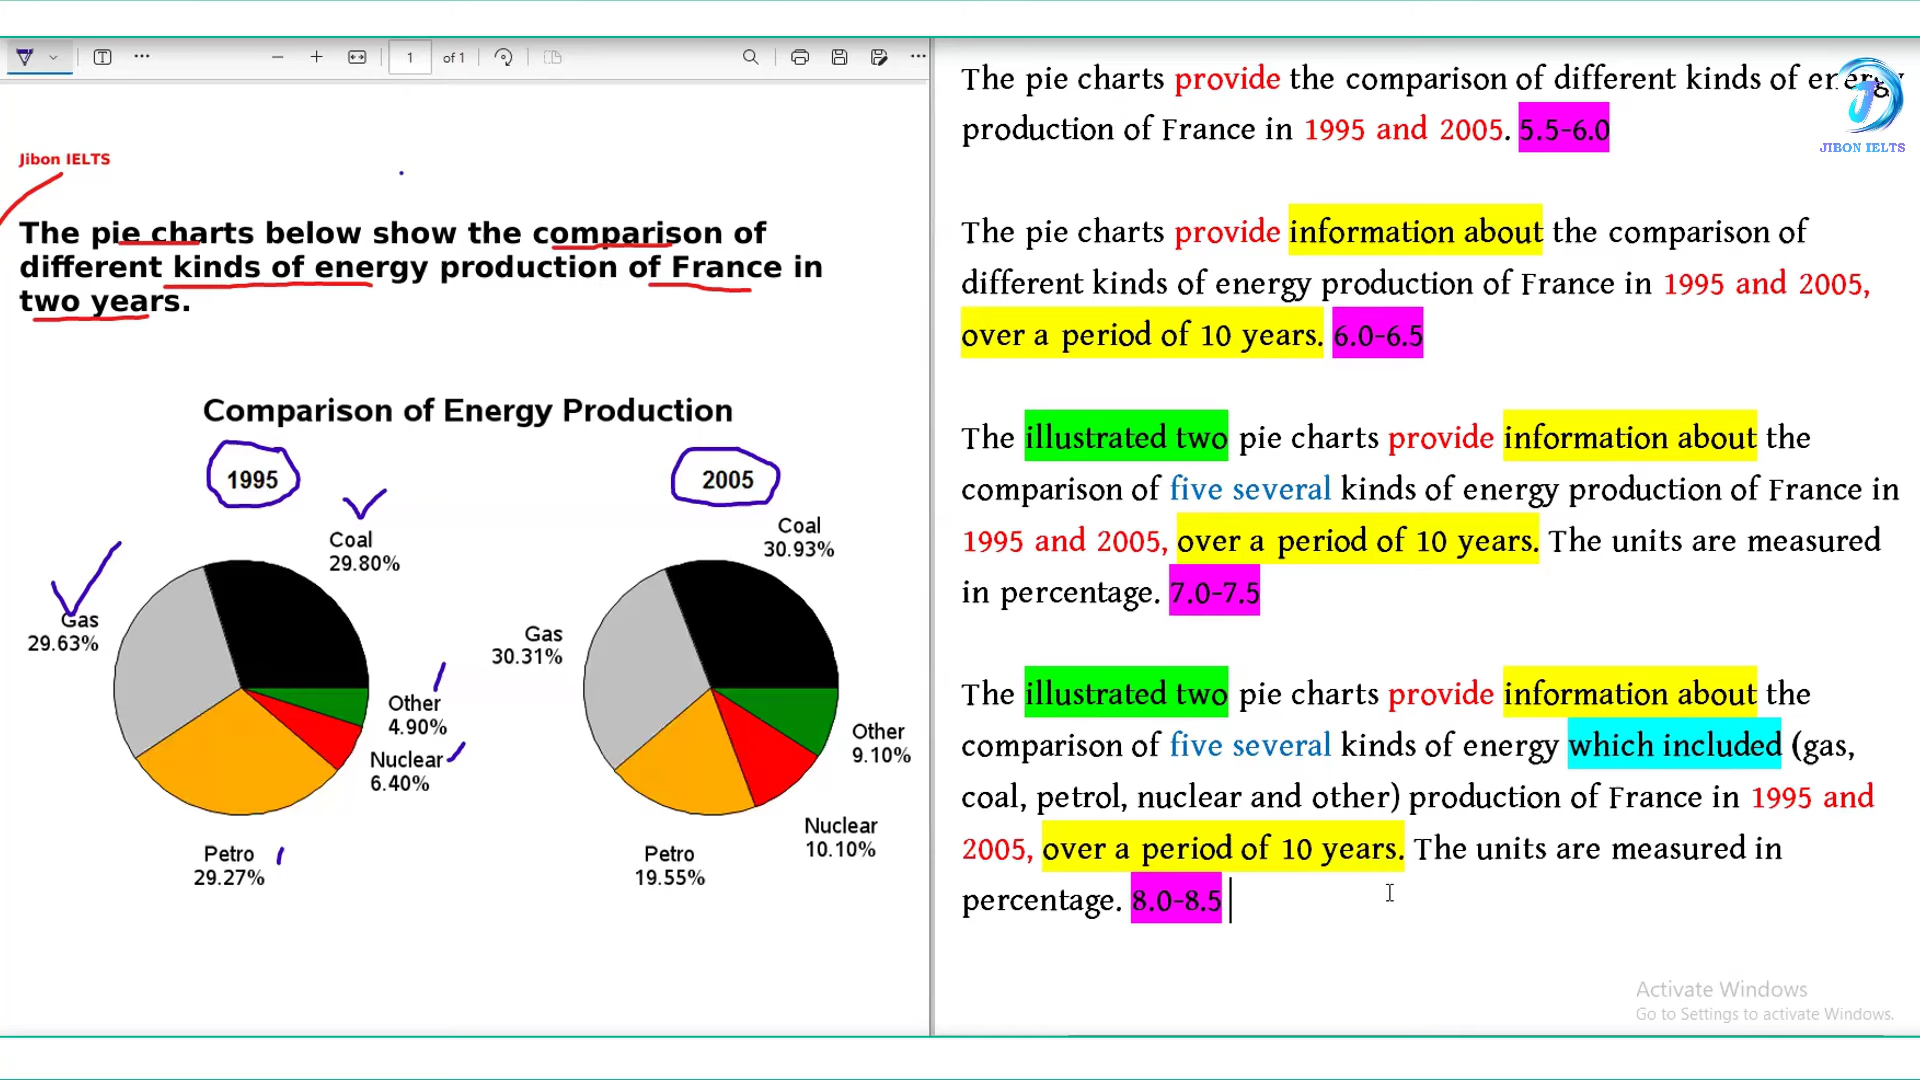 1
of 1
Jibon IELTS
The pie charts below show the comparison of
different kinds of energy production of France in
two years.
Comparison of Energy Production
1995
2005
Coal
29.80%
Gas
29.63%
Other
4.90%
Nuclear
6.40%
Petro
29.27%
Coal
30.93%
Gas
30.31%
Other
9.10%
Nuclear
10.10%
Petro
19.55%
The pie charts provide the comparison of different kinds of energy
production of France in 1995 and 2005. 5.5-6.0
The pie charts provide information about the comparison of
different kinds of energy production of France in 1995 and 2005,
over a period of 10 years. 6.0-6.5
The illustrated two pie charts provide information about the
comparison of five several kinds of energy production of France in
1995 and 2005, over a period of 10 years. The units are measured
in percentage. 7.0-7.5
The illustrated two pie charts provide information about the
comparison of five several kinds of energy which included (gas,
coal, petrol, nuclear and other) production of France in 1995 and
2005, over a period of 10 years. The units are measured in
percentage. 8.0-8.5
JIBON IELTS
Activate Windows
Go to Settings to activate Windows.